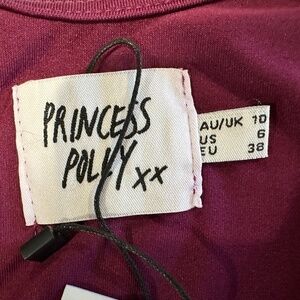 PRINCESS
POLLY xx
AU/UK 10
US 6
EU 38